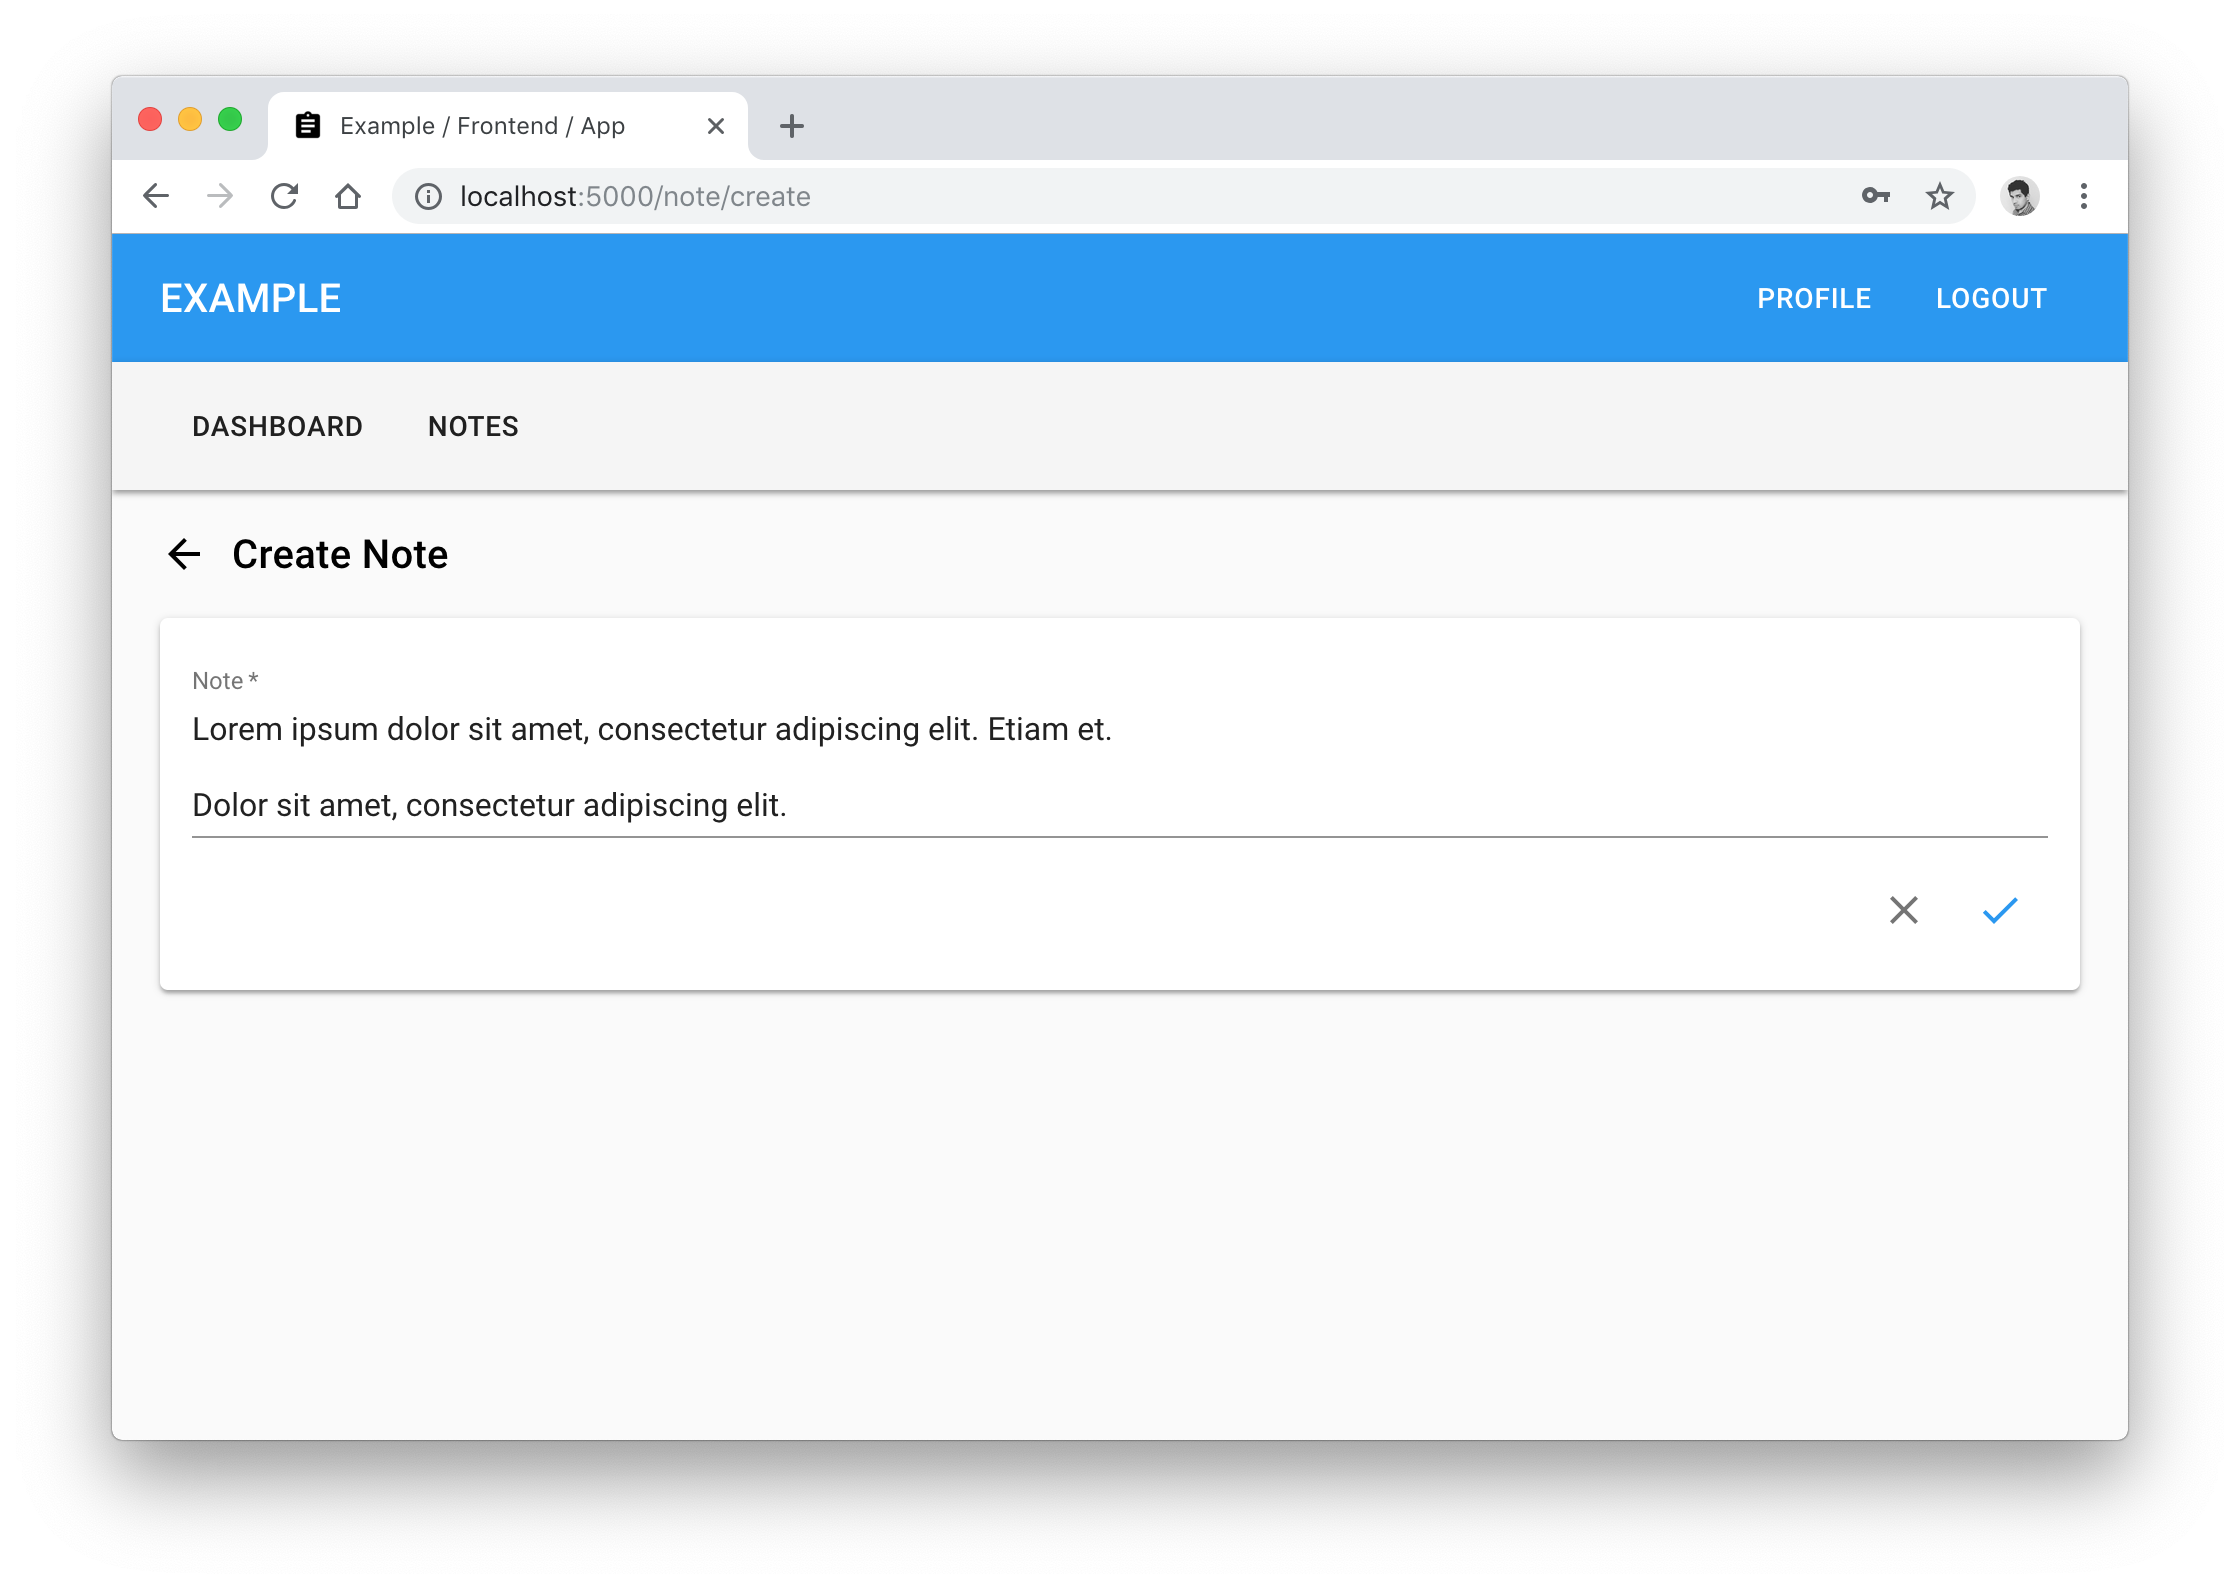 Example / Frontend / App
localhost:5000/note/create
EXAMPLE
PROFILE
LOGOUT
DASHBOARD
NOTES
Create Note
Note *
Lorem ipsum dolor sit amet, consectetur adipiscing elit. Etiam et.
Dolor sit amet, consectetur adipiscing elit.